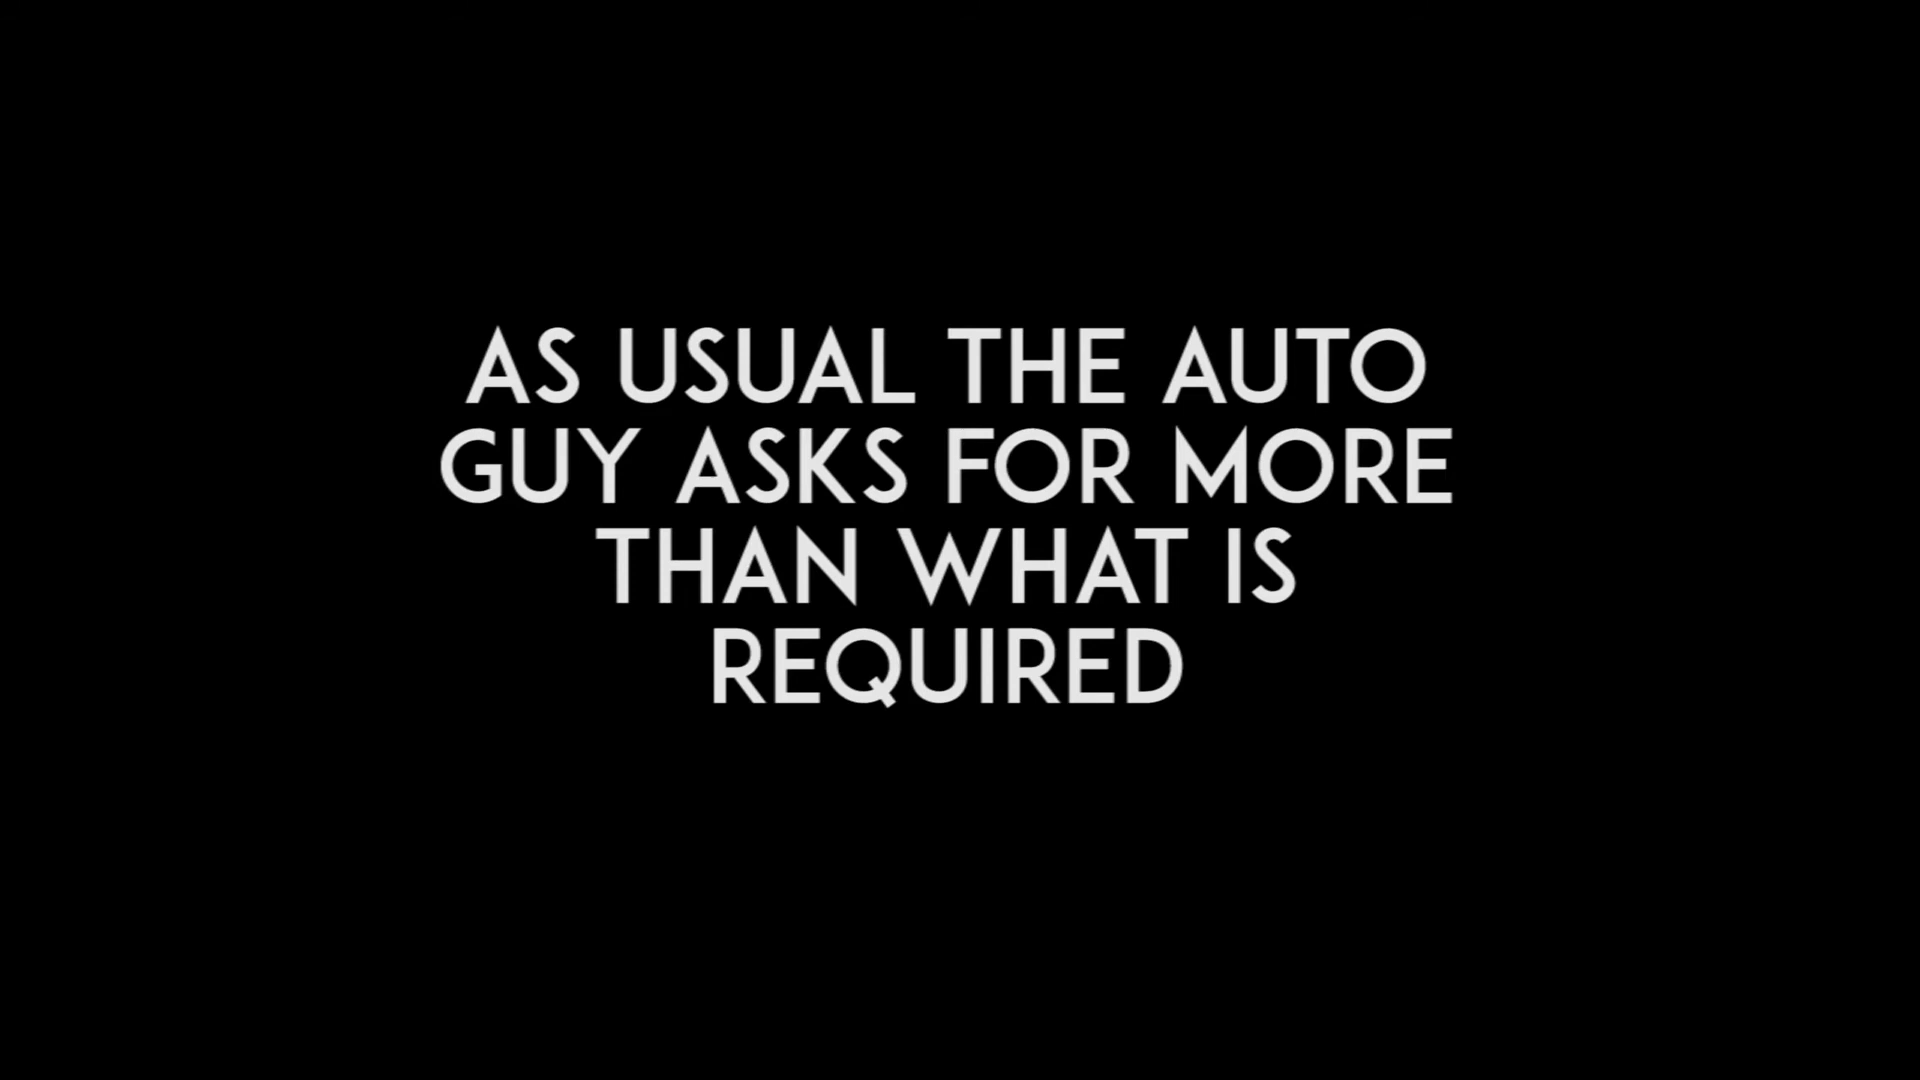 AS USUAL THE AUTO
GUY ASKS FOR MORE
THAN WHAT IS
REQUIRED